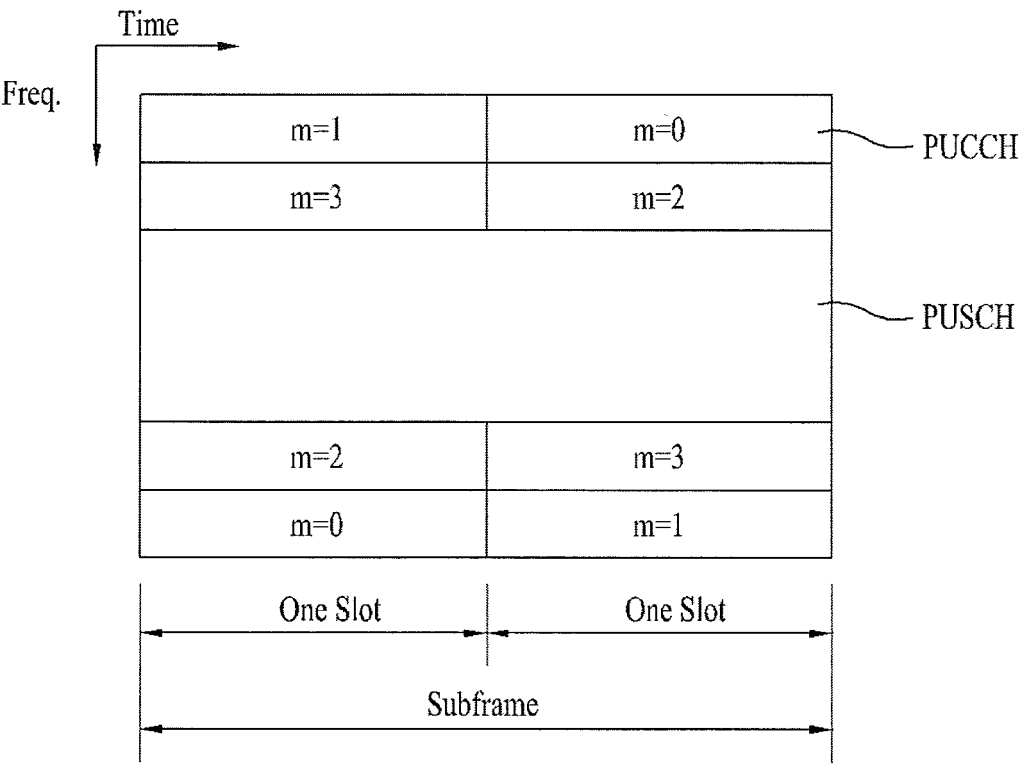 Time
Freq.
m=1 m=0
PUCCH
m=3 m=2
PUSCH
m=2 m=3
m=0 m=1
One Slot One Slot
Subframe